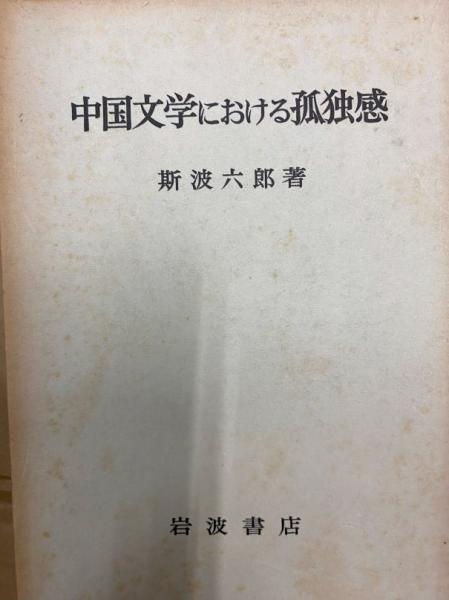 中国文学における孤独感
斯波六郎著
岩波書店